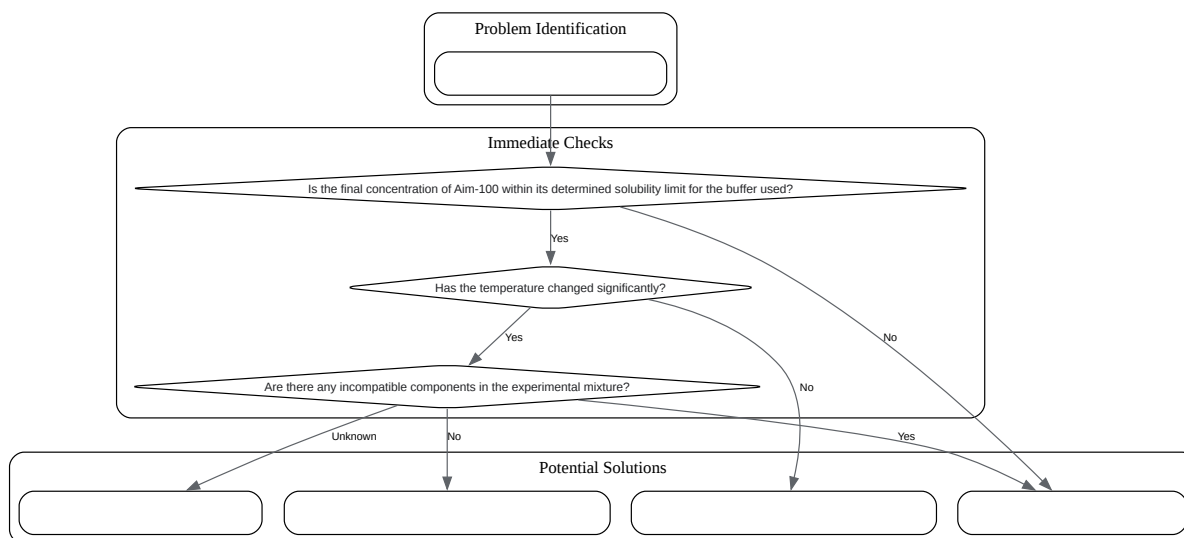 Problem Identification
Immediate Checks
Is the final concentration of Aim-100 within its determined solubility limit for the buffer used?
Yes
Has the temperature changed significantly?
Yes
No
Are there any incompatible components in the experimental mixture?
No
Unknown
No
Yes
Potential Solutions